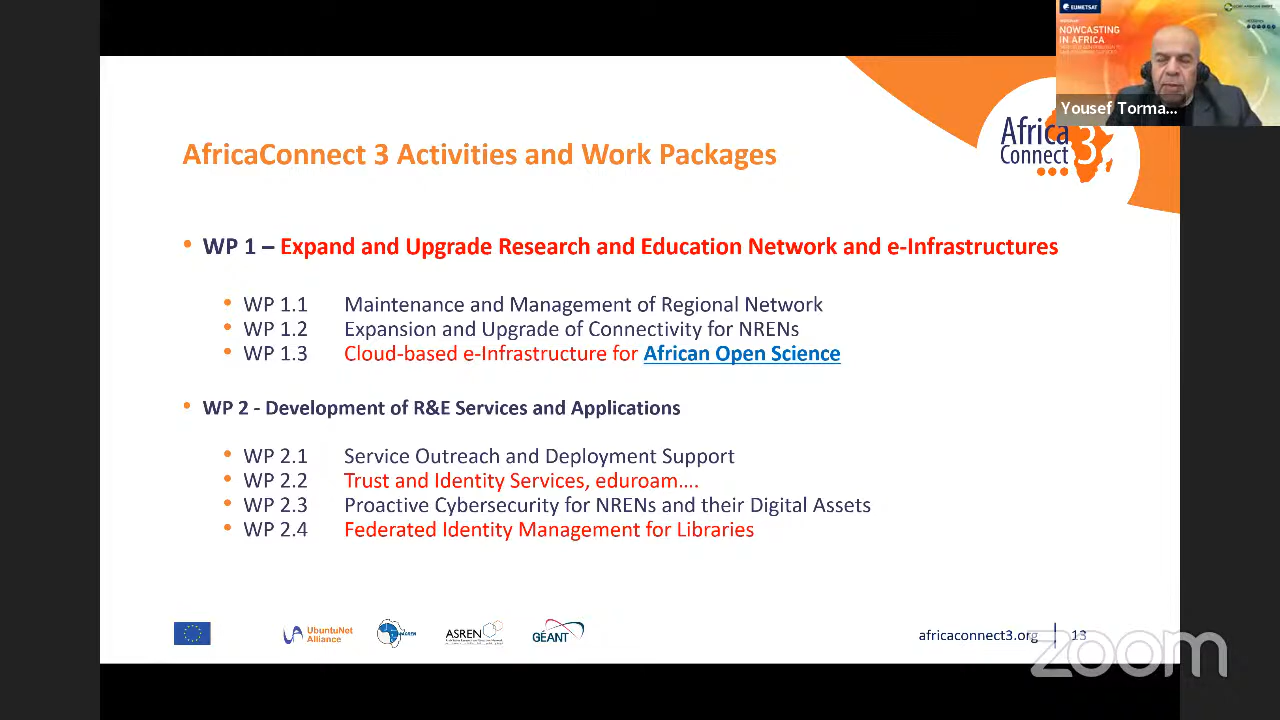 EUMETSAT
NOWCASTING
IN AFRICA
Yousef Torma...
Africa
Connect 3
AfricaConnect 3 Activities and Work Packages
• WP 1 – Expand and Upgrade Research and Education Network and e-Infrastructures
• WP 1.1 Maintenance and Management of Regional Network
• WP 1.2 Expansion and Upgrade of Connectivity for NRENs
• WP 1.3 Cloud-based e-Infrastructure for African Open Science
• WP 2 - Development of R&E Services and Applications
• WP 2.1 Service Outreach and Deployment Support
• WP 2.2 Trust and Identity Services, eduroam....
• WP 2.3 Proactive Cybersecurity for NRENs and their Digital Assets
• WP 2.4 Federated Identity Management for Libraries
UbuntuNet
Alliance
ASREN
GÉANT
africaconnect3.org 13
zoom